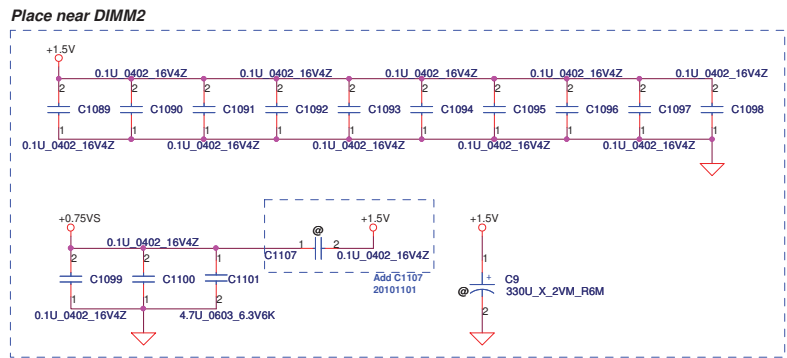 Place near DIMM2
+1.5V
0.1U_0402_16V4Z 0.1U_0402_16V4Z 0.1U_0402_16V4Z 0.1U_0402_16V4Z 0.1U_0402_16V4Z
2 2 2 2 2 2 2 2 2 2
C1089 C1090 C1091 C1092 C1093 C1094 C1095 C1096 C1097 C1098
1 1 1 1 1 1 1 1 1 1
0.1U_0402_16V4Z 0.1U_0402_16V4Z 0.1U_0402_16V4Z 0.1U_0402_16V4Z 0.1U_0402_16V4Z
+0.75VS +1.5V +1.5V
@
0.1U_0402_16V4Z 1 2
C1107 0.1U_0402_16V4Z
2 2 1 1
C1099 C1100 C1101
Add C1107
20101101
+ C9
@ 330U_X_2VM_R6M
1 1 2 2
0.1U_0402_16V4Z 4.7U_0603_6.3V6K